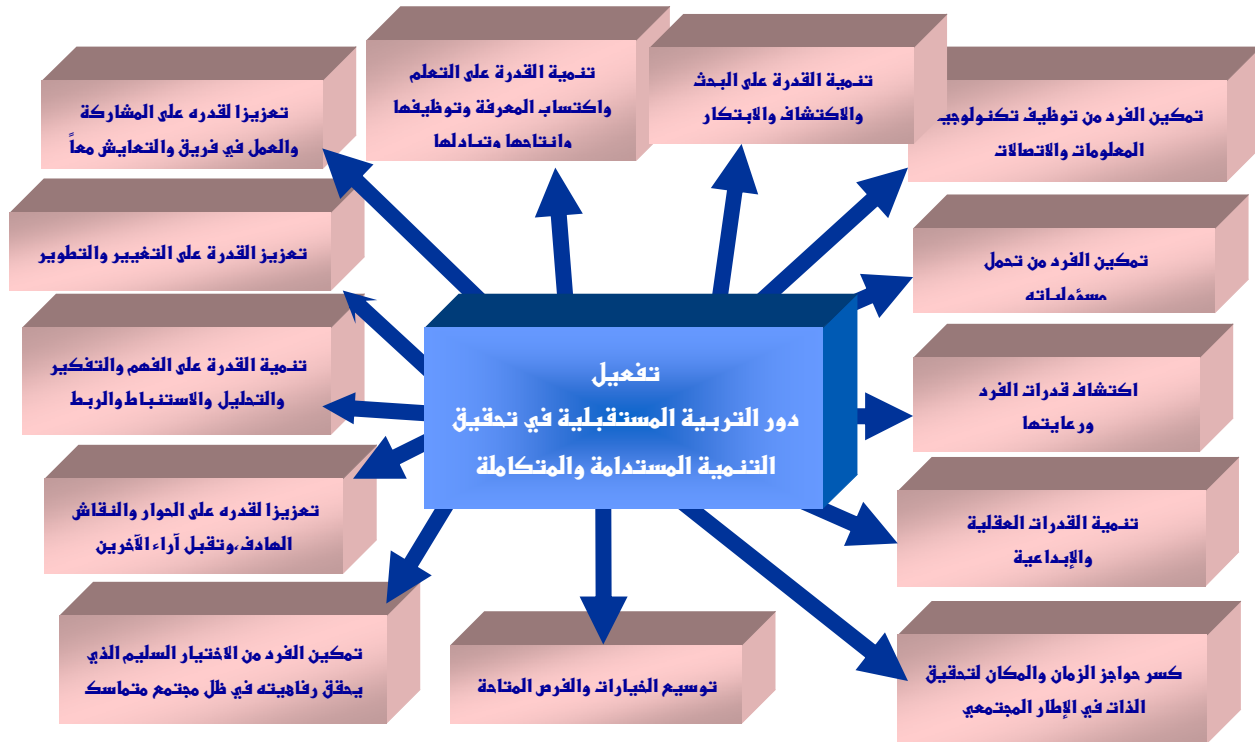 تمكين الفرد من توظيف تكنولوجيه
المعلومات والاتصالات
تنمية القدرة على البحث
والاكتشاف والابتكار
تنمية القدرة على التعلم
واكتساب المعرفة وتوظيفها
وانتاجها وتبادلها
تعزيزا لقدره على المشاركة
والعمل في فريق والتعايش معاً
تمكين الفرد من تحمل
مسؤولياته
تعزيز القدرة على التغيير والتطوير
اكتشاف قدرات الفرد
ورعايتها
تفعيل
دور التربية المستقبلية في تحقيق
التنمية المستدامة والمتكاملة
تنمية القدرة على الفهم والتفكير
والتحليل والاستنباط والربط
تنمية القدرات العقلية
والإبداعية
تعزيزا لقدره على الحوار والنقاش
الهادف،وتقبل آراء الآخرين
كسر حواجز الزمان والمكان لتحقيق
الذات في الإطار المجتمعي
توسيع الخيارات والفرص المتاحة
تمكين الفرد من الاختيار السليم الذي
يحقق رفاهيته في ظل مجتمع متماسك